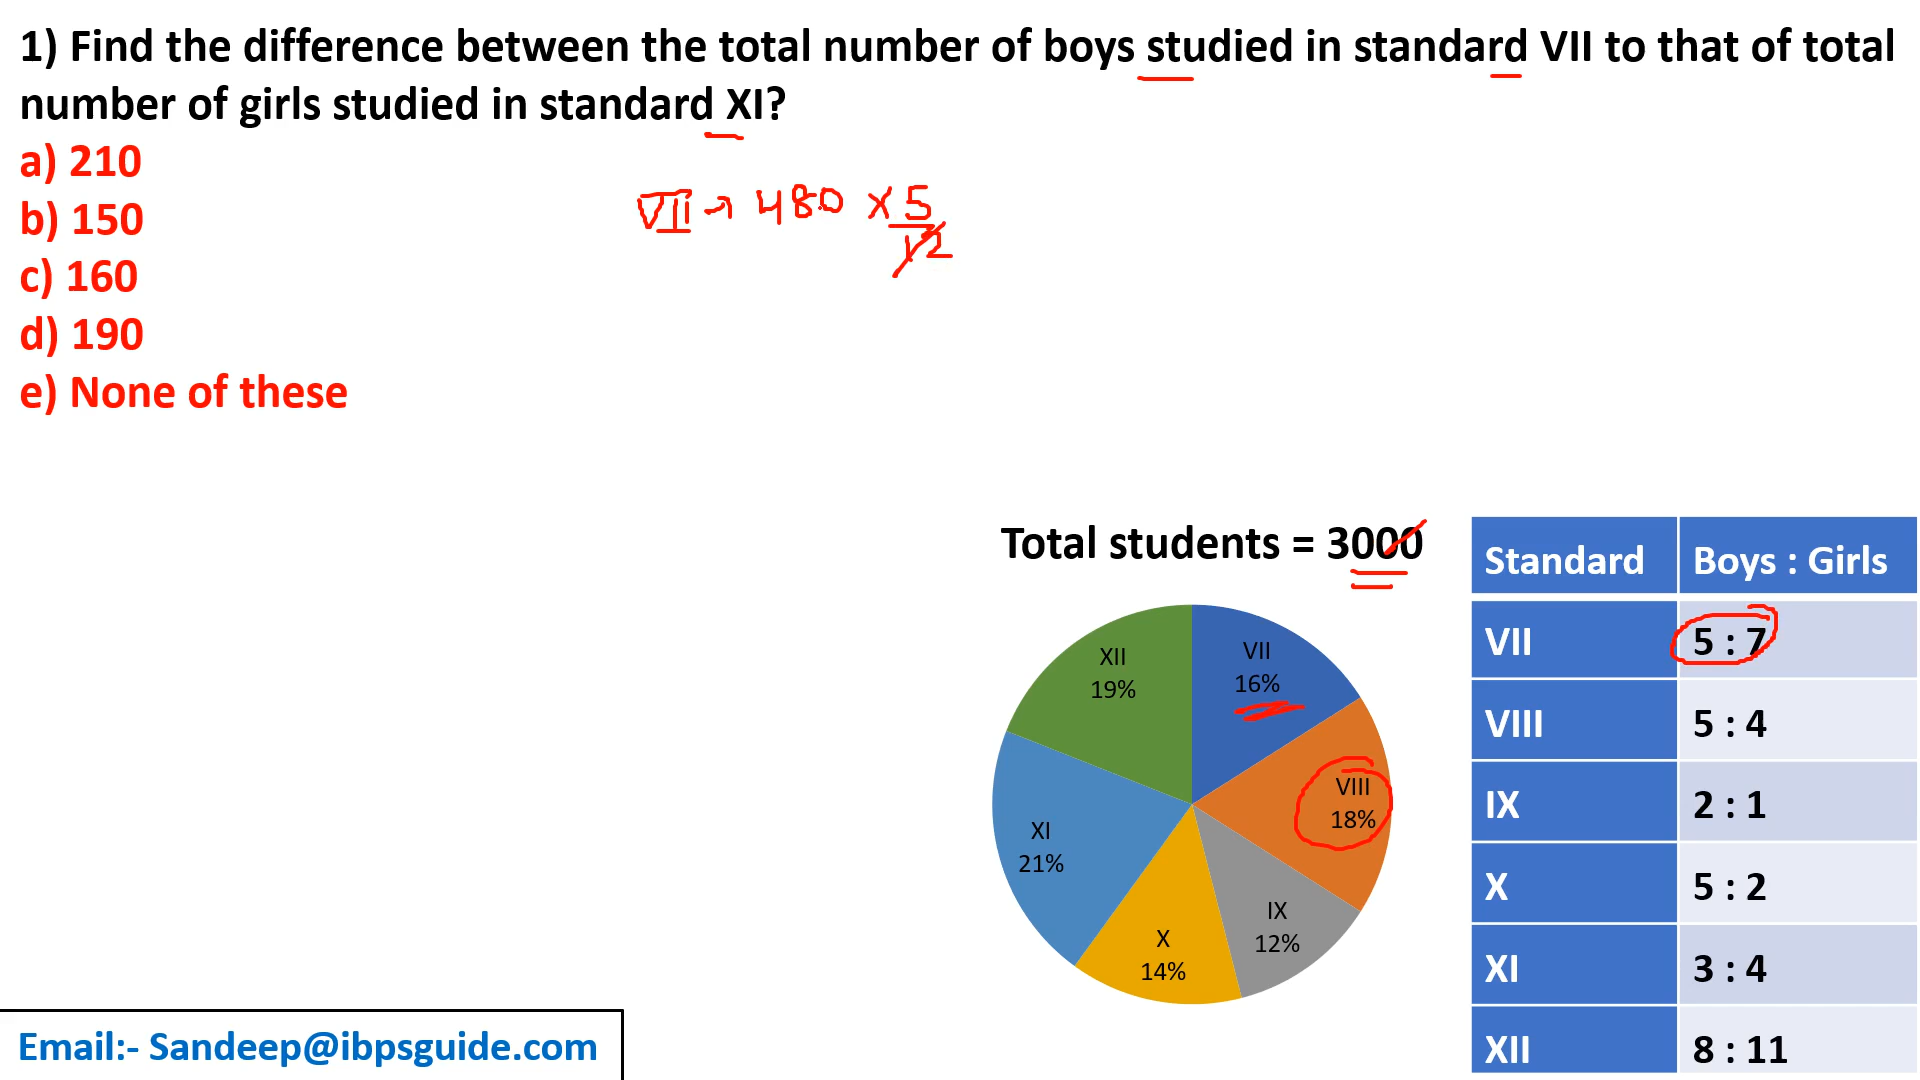 1) Find the difference between the total number of boys studied in standard VII to that of total
number of girls studied in standard XI?
a) 210
b) 150
c) 160
d) 190
e) None of these
VII → 480 × 5
12
Total students = 3000
XII
19%
VII
16%
VIII
18%
XI
21%
IX
12%
X
14%
Standard Boys : Girls
VII 5 : 7
VIII 5 : 4
IX 2 : 1
X 5 : 2
XI 3 : 4
XII 8 : 11
Email:- Sandeep@ibpsguide.com